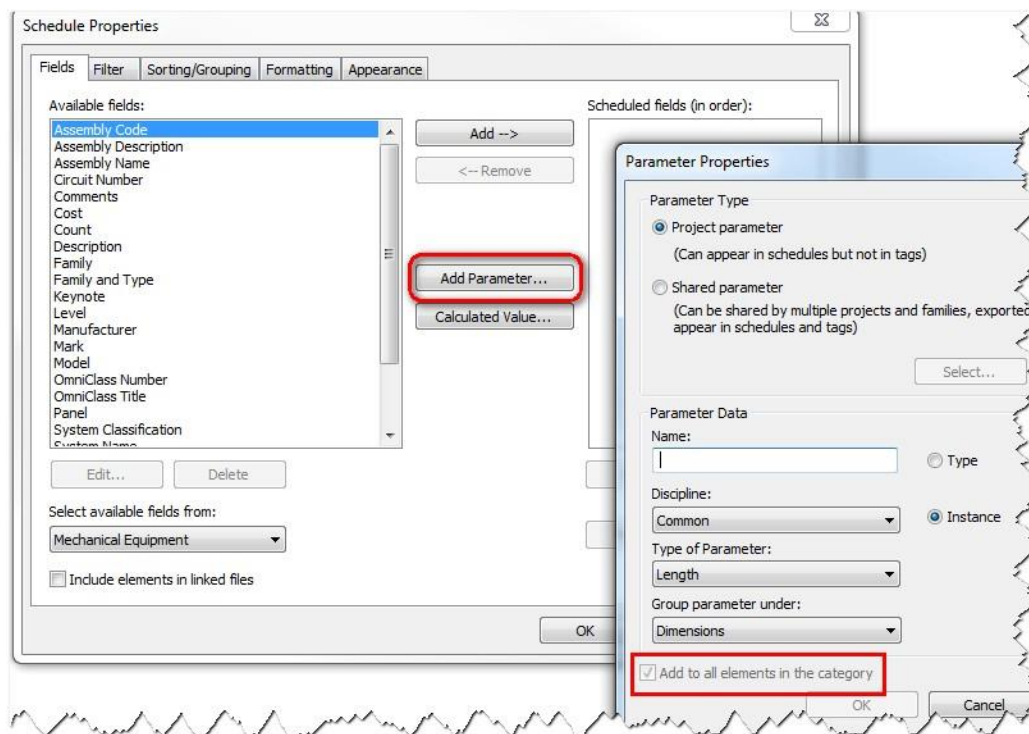 Schedule Properties
Fields
Filter
Sorting/Grouping
Formatting
Appearance
Available fields:
Assembly Code
Assembly Description
Assembly Name
Circuit Number
Comments
Cost
Count
Description
Family
Family and Type
Keynote
Level
Manufacturer
Mark
Model
OmniClass Number
OmniClass Title
Panel
System Classification
System Name
Add -->
<-- Remove
Add Parameter...
Calculated Value...
Scheduled fields (in order):
Edit...
Delete
Select available fields from:
Mechanical Equipment
Include elements in linked files
OK
Parameter Properties
Parameter Type
Project parameter
(Can appear in schedules but not in tags)
Shared parameter
(Can be shared by multiple projects and families, exported
appear in schedules and tags)
Select...
Parameter Data
Name:
Type
Discipline:
Common
Instance
Type of Parameter:
Length
Group parameter under:
Dimensions
Add to all elements in the category
OK
Cancel